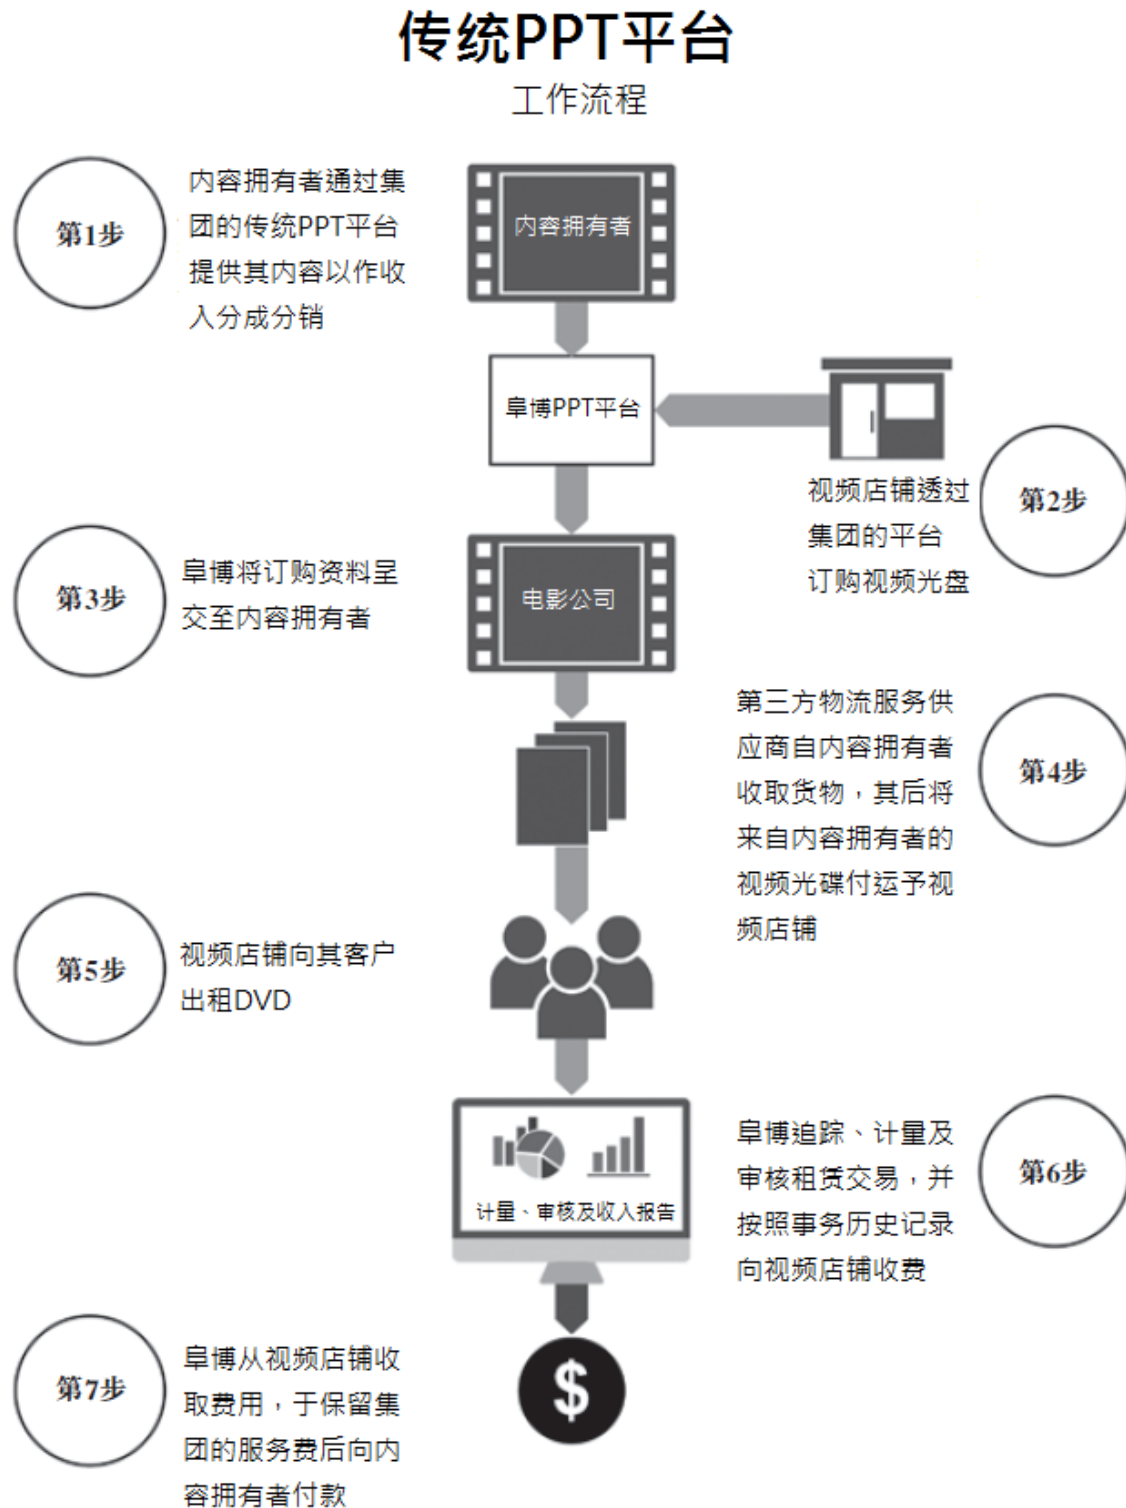 传统PPT平台
工作流程
第1步
内容拥有者通过集
团的传统PPT平台
提供其内容以作收
入分成分销
内容拥有者
阜博PPT平台
视频店铺透过
集团的平台
订购视频光盘
第2步
第3步
阜博将订购资料呈
交至内容拥有者
电影公司
第三方物流服务供
应商自内容拥有者
收取货物，其后将
来自内容拥有者的
视频光碟付运予视
频店铺
第4步
第5步
视频店铺向其客户
出租DVD
计量、审核及收入报告
阜博追踪、计量及
审核租赁交易，并
按照事务历史记录
向视频店铺收费
第6步
第7步
阜博从视频店铺收
取费用，于保留集
团的服务费后向内
容拥有者付款
$